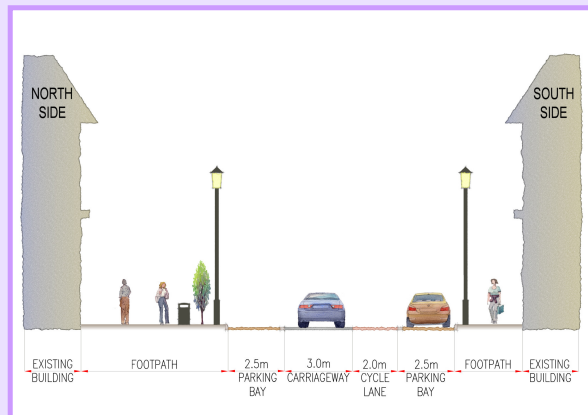 NORTH
SIDE
SOUTH
SIDE
EXISTING
BUILDING
FOOTPATH
2.5m
PARKING
BAY
3.0m
CARRIAGEWAY
2.0m
CYCLE
LANE
2.5m
PARKING
BAY
FOOTPATH
EXISTING
BUILDING